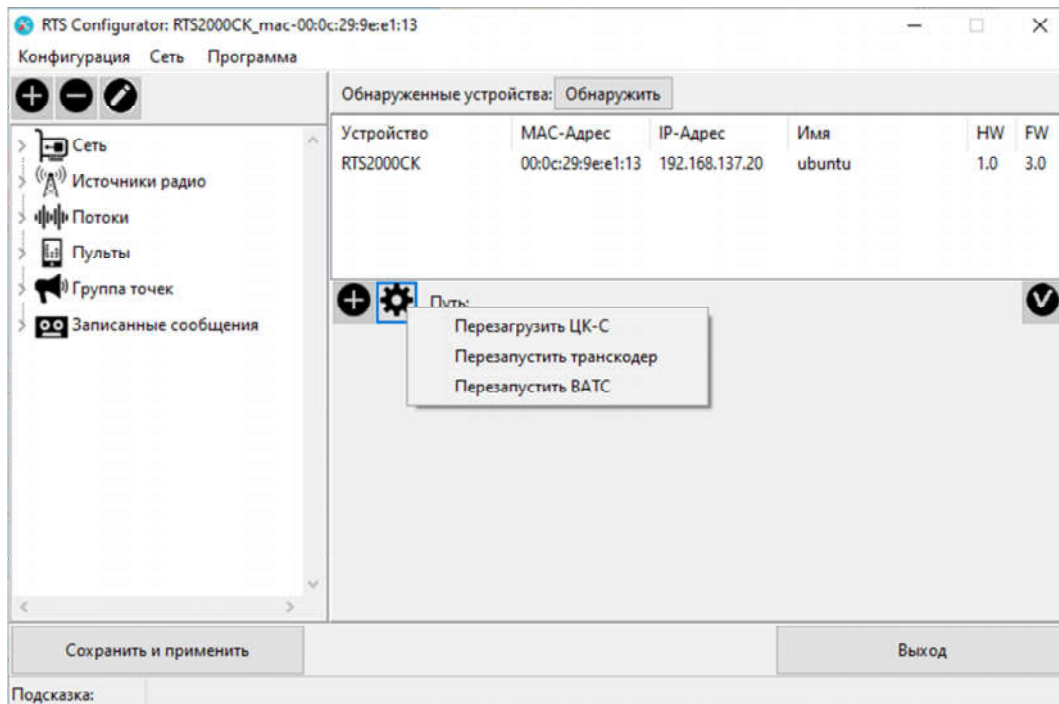 RTS Configurator: RTS2000CK_mac-00:0c:29:9e:e1:13
Конфигурация Сеть Программа
Обнаруженные устройства: Обнаружить
Устройство MAC-Адрес IP-Адрес Имя HW FW
RTS2000CK 00:0c:29:9e:e1:13 192.168.137.20 ubuntu 1.0 3.0
Сеть
Источники радио
Потоки
Пульты
Группа точек
Записанные сообщения
Путь:
Перезагрузить ЦК-С
Перезапустить транскодер
Перезапустить ВАТС
Сохранить и применить
Выход
Подсказка: